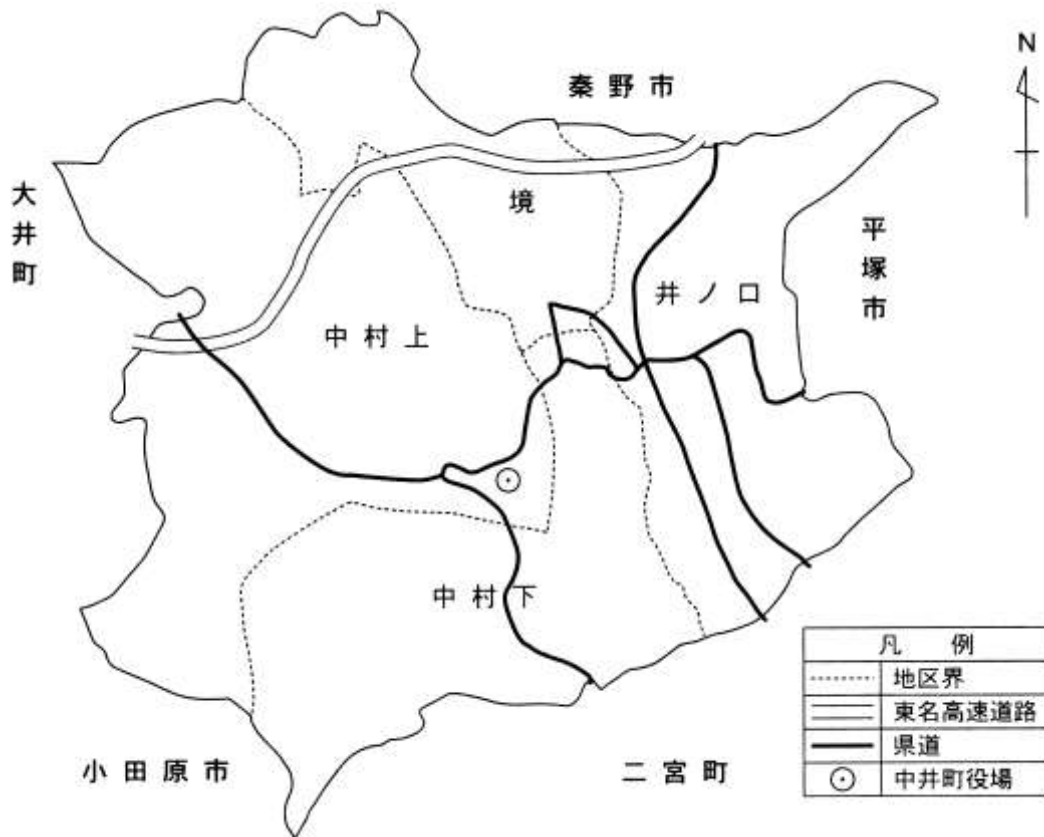 N
秦野市
大井町
境
平塚市
井ノ口
中村上
中村下
凡 例
地区界
東名高速道路
県道
中井町役場
小田原市
二宮町